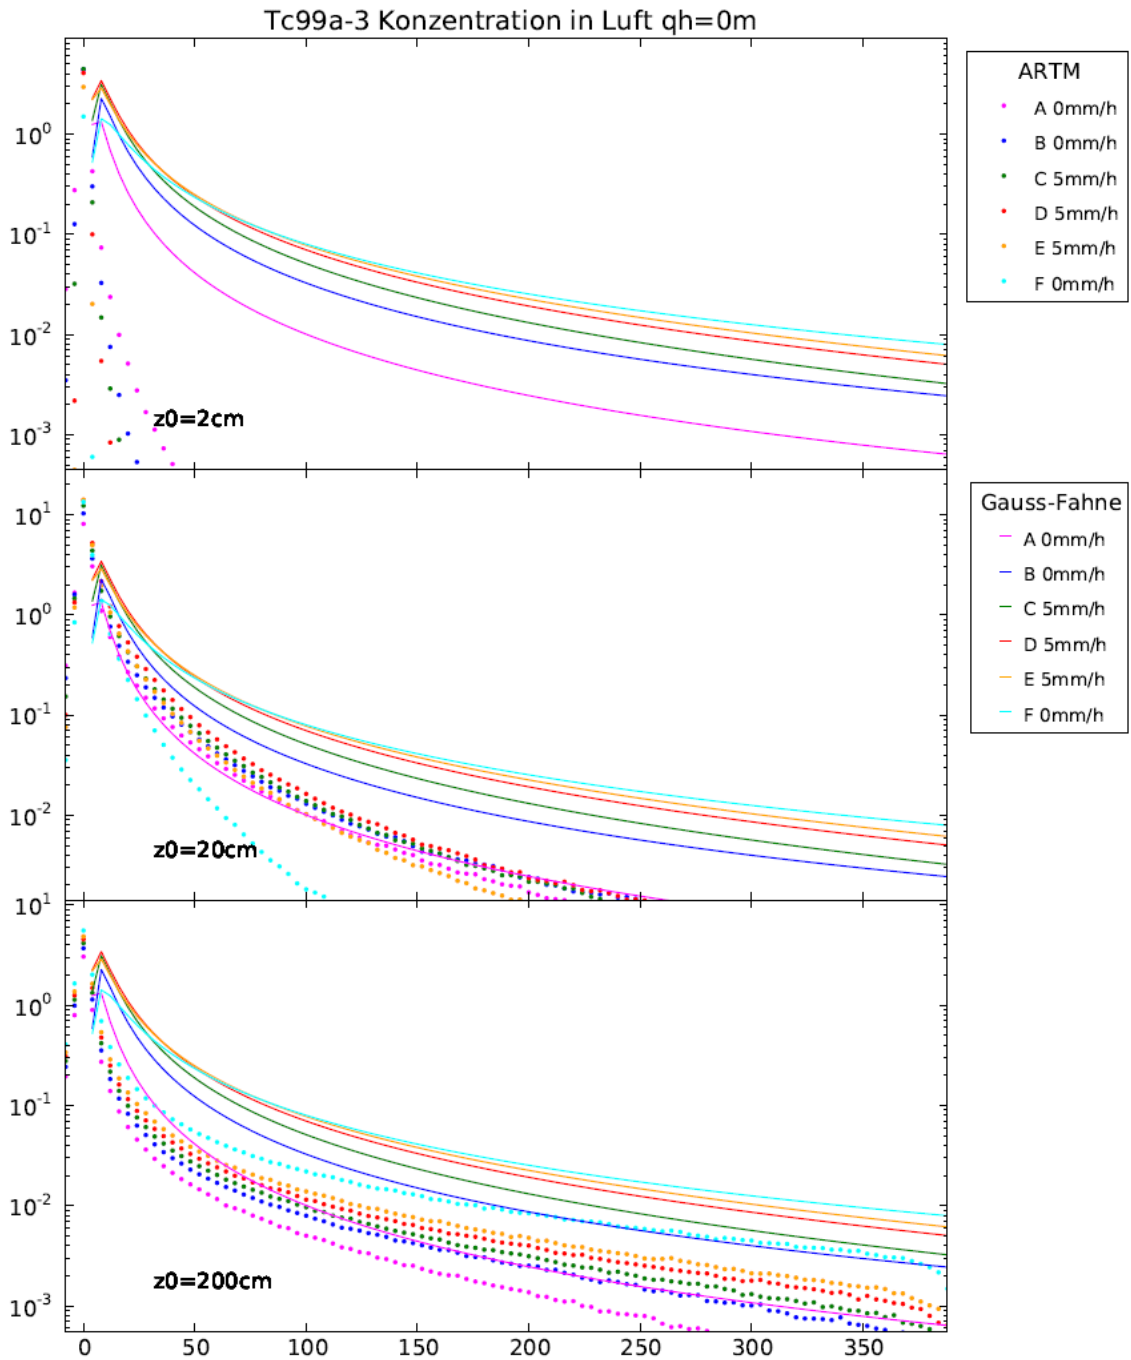 Tc99a-3 Konzentration in Luft qh=0m
10^0
10^-1
10^-2
10^-3
z0=2cm
ARTM
A 0mm/h
B 0mm/h
C 5mm/h
D 5mm/h
E 5mm/h
F 0mm/h
10^1
10^0
10^-1
10^-2
z0=20cm
Gauss-Fahne
A 0mm/h
B 0mm/h
C 5mm/h
D 5mm/h
E 5mm/h
F 0mm/h
10^1
10^0
10^-1
10^-2
10^-3
z0=200cm
0 50 100 150 200 250 300 350